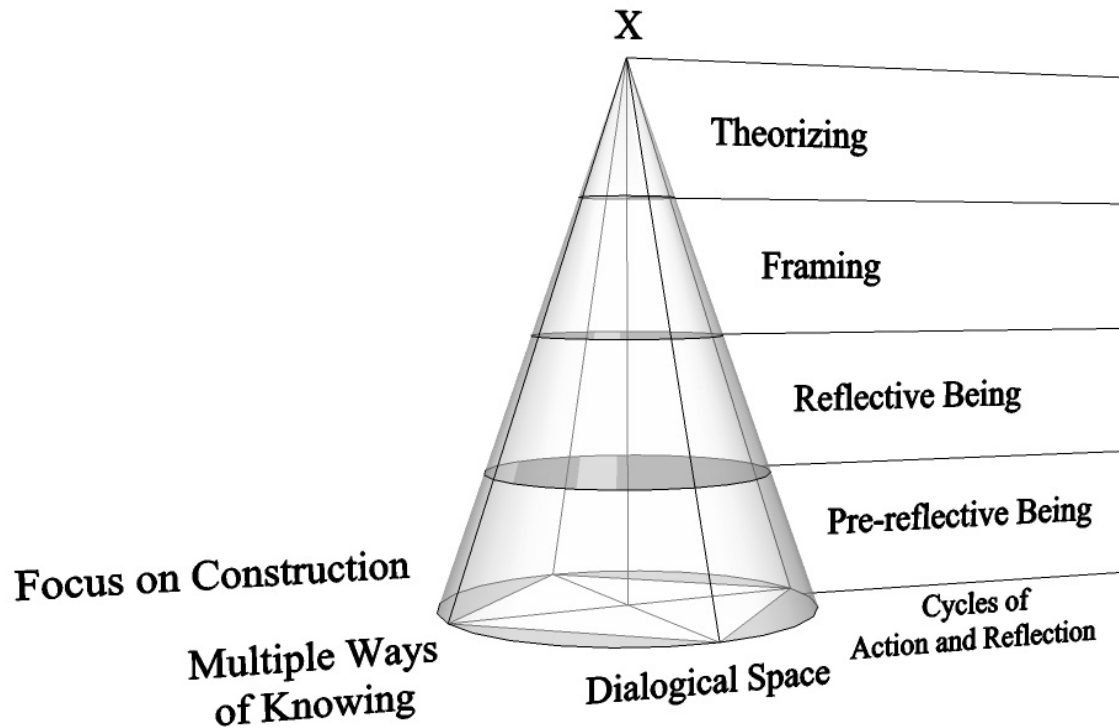 X
Theorizing
Framing
Reflective Being
Pre-reflective Being
Focus on Construction
Multiple Ways
of Knowing
Dialogical Space
Cycles of
Action and Reflection